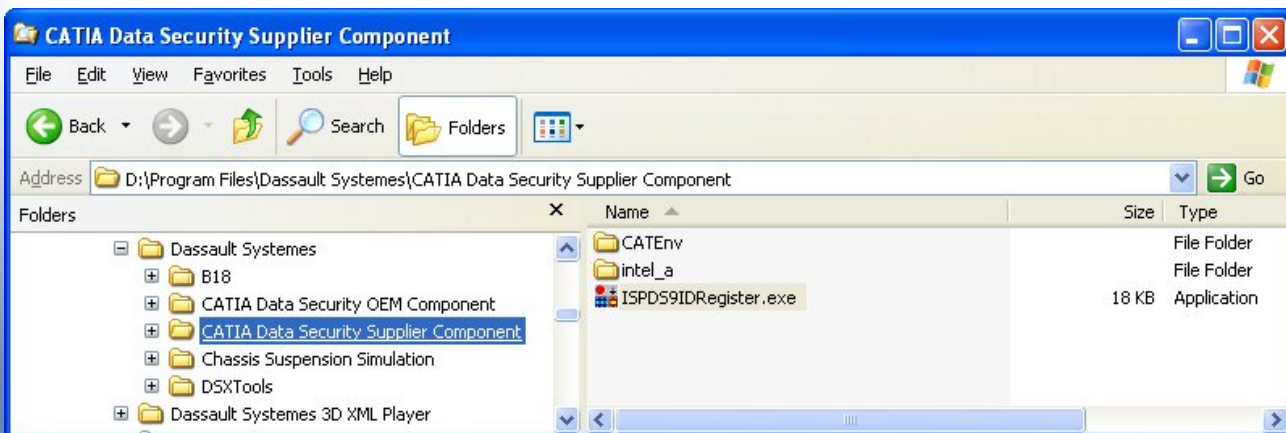 CATIA Data Security Supplier Component
File Edit View Favorites Tools Help
Back Search Folders
Address D:\Program Files\Dassault Systemes\CATIA Data Security Supplier Component Go
Folders Name Size Type
Dassault Systemes CATEnv File Folder
B18 intel_a File Folder
CATIA Data Security OEM Component ISPDS9IDRegister.exe 18 KB Application
CATIA Data Security Supplier Component
Chassis Suspension Simulation
DSXTools
Dassault Systemes 3D XML Player